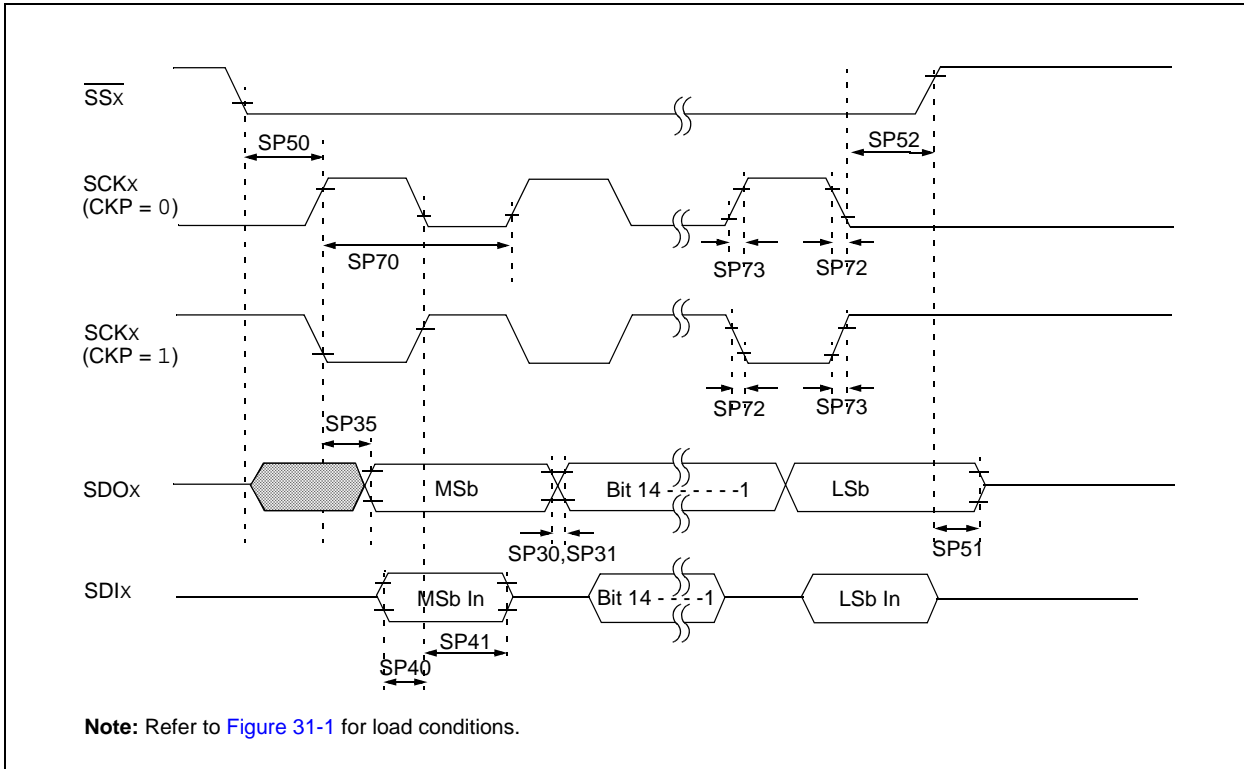 SSX
SP50
SP52
SCKX
(CKP = 0)
SP70
SP73
SP72
SCKX
(CKP = 1)
SP72
SP73
SP35
SDOX
MSb
Bit 14 - - - - - -1
LSb
SP30,SP31
SP51
SDIX
MSb In
Bit 14 - - - -1
LSb In
SP41
SP40
Note: Refer to Figure 31-1 for load conditions.